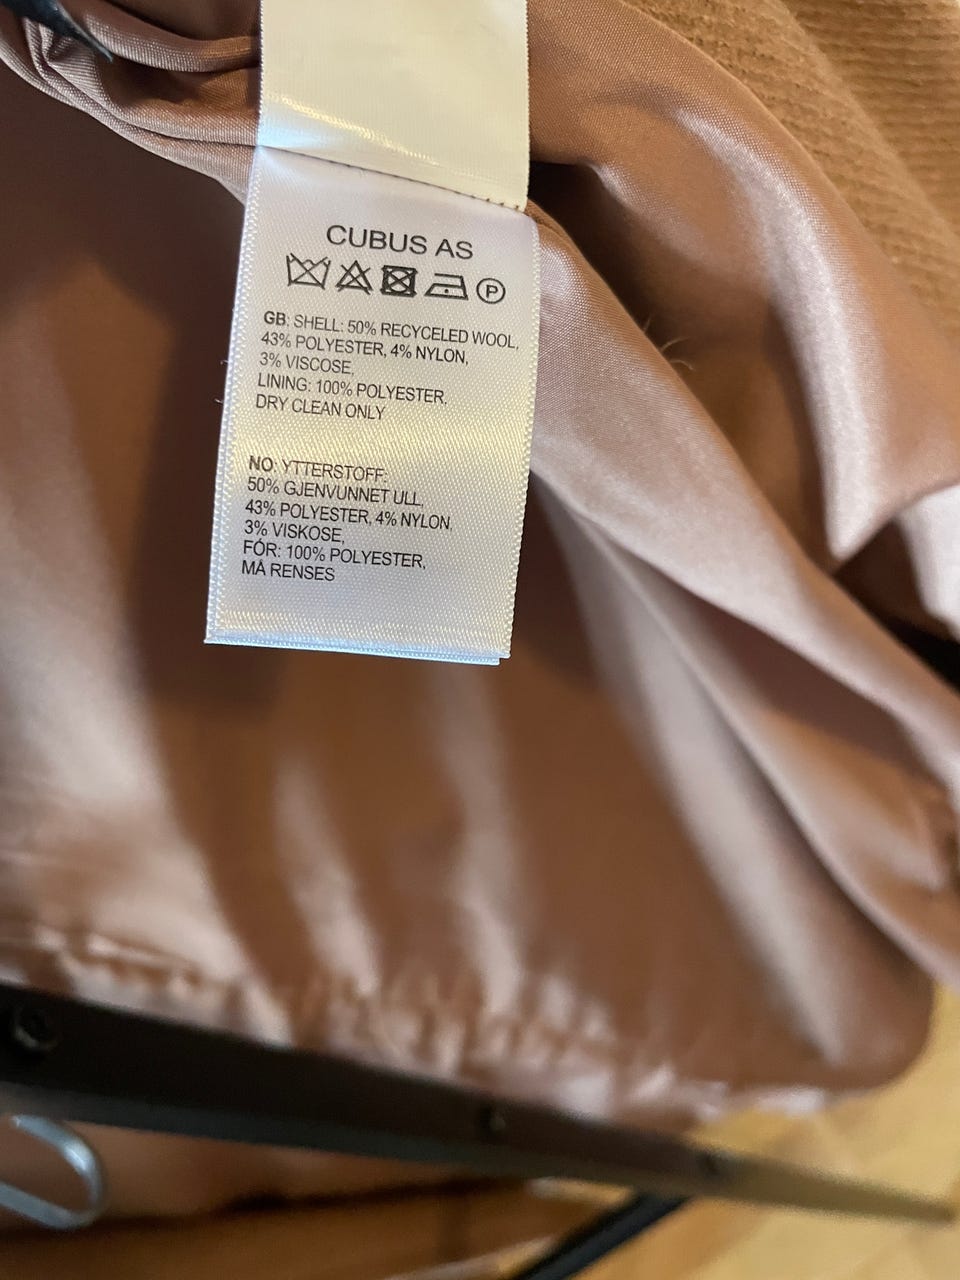 CUBUS AS
P
GB: SHELL: 50% RECYCELED WOOL,
43% POLYESTER, 4% NYLON,
3% VISCOSE,
LINING: 100% POLYESTER.
DRY CLEAN ONLY
NO: YTTERSTOFF:
50% GJENVUNNET ULL,
43% POLYESTER, 4% NYLON,
3% VISKOSE,
FÓR: 100% POLYESTER,
MÅ RENSES